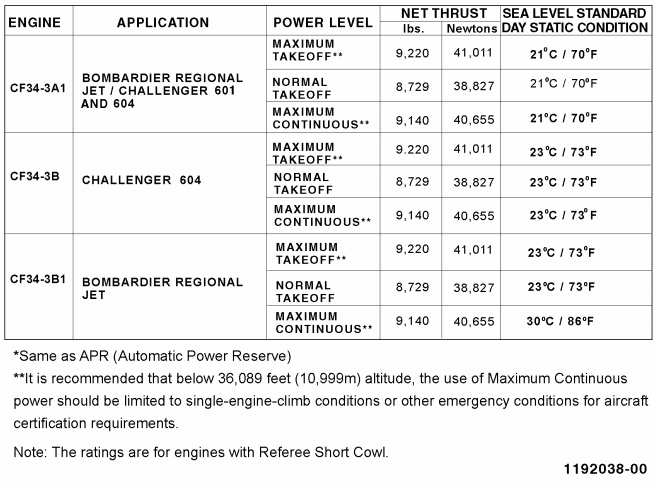 ENGINE APPLICATION POWER LEVEL NET THRUST SEA LEVEL STANDARD
lbs. Newtons DAY STATIC CONDITION
MAXIMUM
TAKEOFF** 9,220 41,011 21°C / 70°F
CF34-3A1 BOMBARDIER REGIONAL
JET / CHALLENGER 601
AND 604
NORMAL
TAKEOFF 8,729 38,827 21°C / 70°F
MAXIMUM
CONTINUOUS** 9,140 40,655 21°C / 70°F
MAXIMUM
TAKEOFF** 9.220 41,011 23°C / 73°F
CF34-3B CHALLENGER 604 NORMAL
TAKEOFF 8,729 38,827 23°C / 73°F
MAXIMUM
CONTINUOUS** 9,140 40,655 23°C / 73°F
MAXIMUM
TAKEOFF** 9,220 41,011 23°C / 73°F
CF34-3B1 BOMBARDIER REGIONAL
JET
NORMAL
TAKEOFF 8,729 38,827 23ºC / 73ºF
MAXIMUM
CONTINUOUS** 9,140 40,655 30ºC / 86ºF
*Same as APR (Automatic Power Reserve)
**It is recommended that below 36,089 feet (10,999m) altitude, the use of Maximum Continuous
power should be limited to single-engine-climb conditions or other emergency conditions for aircraft
certification requirements.
Note: The ratings are for engines with Referee Short Cowl.
1192038-00